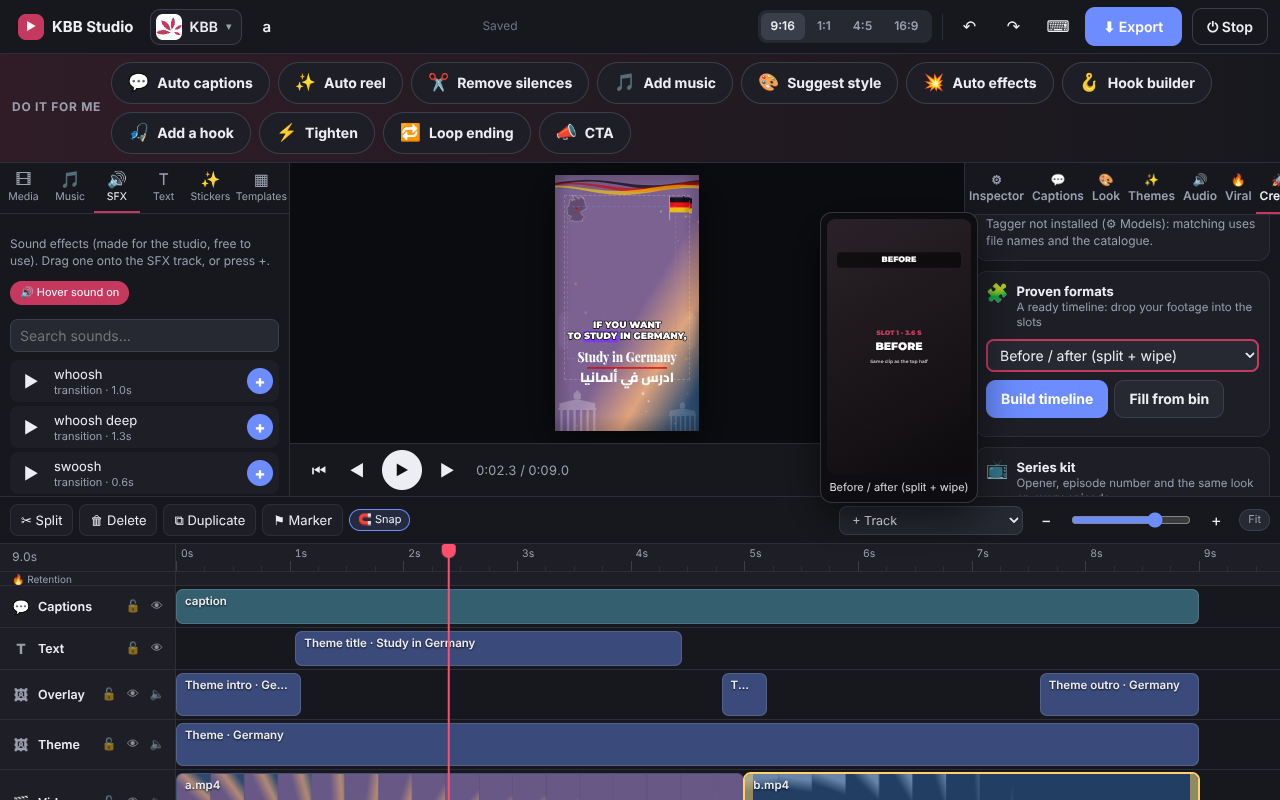 KBB Studio
KBB
a
Saved
9:16
1:1
4:5
16:9
Export
Stop
DO IT FOR ME
Auto captions
Auto reel
Remove silences
Add music
Suggest style
Auto effects
Hook builder
Add a hook
Tighten
Loop ending
CTA
Media
Music
SFX
Text
Stickers
Templates
Sound effects (made for the studio, free to
use). Drag one onto the SFX track, or press +.
Hover sound on
Search sounds...
whoosh
transition · 1.0s
whoosh deep
transition · 1.3s
swoosh
transition · 0.6s
IF YOU WANT
TO STUDY IN GERMANY,
Study in Germany
ادرس في ألمانيا
0:02.3 / 0:09.0
BEFORE
SLOT 1 · 3.6 S
BEFORE
Same clip as the top half
Before / after (split + wipe)
Inspector
Captions
Look
Themes
Audio
Viral
Tagger not installed (⚙ Models): matching uses
file names and the catalogue.
Proven formats
A ready timeline: drop your footage into the
slots
Before / after (split + wipe)
Build timeline
Fill from bin
Series kit
Opener, episode number and the same look
Split
Delete
Duplicate
Marker
Snap
+ Track
Fit
9.0s
0s
1s
2s
3s
4s
5s
6s
7s
8s
9s
Retention
Captions
caption
Text
Theme title · Study in Germany
Overlay
Theme intro · Ge...
T...
Theme outro · Germany
Theme
Theme · Germany
a.mp4
b.mp4